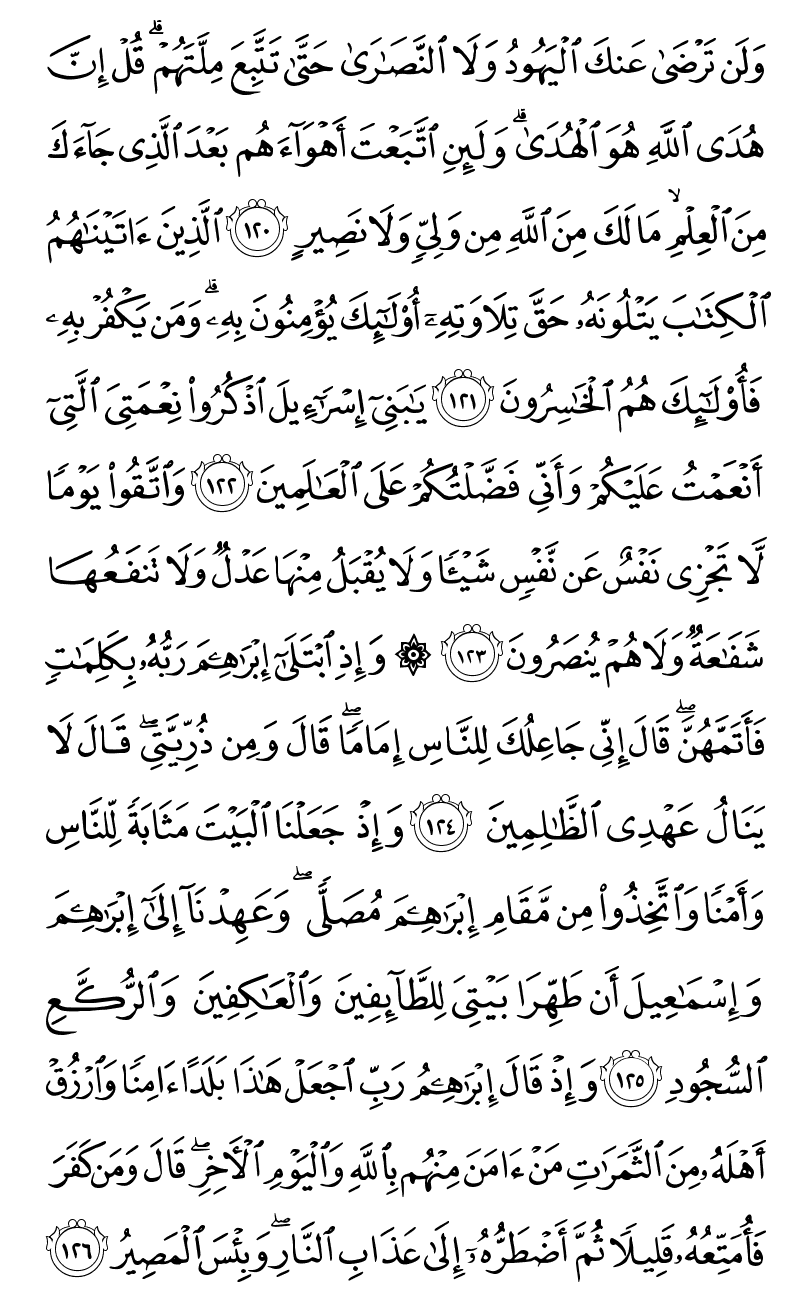 وَلَن تَرْضَىٰ عَنكَ ٱلْيَهُودُ وَلَا ٱلنَّصَـٰرَىٰ حَتَّىٰ تَتَّبِعَ مِلَّتَهُمْ ۗ قُلْ إِنَّ
هُدَى ٱللَّهِ هُوَ ٱلْهُدَىٰ ۗ وَلَئِنِ ٱتَّبَعْتَ أَهْوَآءَهُم بَعْدَ ٱلَّذِى جَآءَكَ
مِنَ ٱلْعِلْمِ ۙ مَا لَكَ مِنَ ٱللَّهِ مِن وَلِىٍّ وَلَا نَصِيرٍ ١٢٠ ٱلَّذِينَ ءَاتَيْنَـٰهُمُ
ٱلْكِتَـٰبَ يَتْلُونَهُۥ حَقَّ تِلَاوَتِهِۦٓ أُو۟لَـٰٓئِكَ يُؤْمِنُونَ بِهِۦ ۗ وَمَن يَكْفُرْ بِهِۦ
فَأُو۟لَـٰٓئِكَ هُمُ ٱلْخَـٰسِرُونَ ١٢١ يَـٰبَنِىٓ إِسْرَٰٓءِيلَ ٱذْكُرُوا۟ نِعْمَتِىَ ٱلَّتِىٓ
أَنْعَمْتُ عَلَيْكُمْ وَأَنِّى فَضَّلْتُكُمْ عَلَى ٱلْعَـٰلَمِينَ ١٢٢ وَٱتَّقُوا۟ يَوْمًا
لَّا تَجْزِى نَفْسٌ عَن نَّفْسٍ شَيْـًٔا وَلَا يُقْبَلُ مِنْهَا عَدْلٌ وَلَا تَنفَعُهَا
شَفَـٰعَةٌ وَلَا هُمْ يُنصَرُونَ ١٢٣ ۞ وَإِذِ ٱبْتَلَىٰٓ إِبْرَٰهِـۧمَ رَبُّهُۥ بِكَلِمَـٰتٍ
فَأَتَمَّهُنَّ ۖ قَالَ إِنِّى جَاعِلُكَ لِلنَّاسِ إِمَامًا ۖ قَالَ وَمِن ذُرِّيَّتِى ۖ قَالَ لَا
يَنَالُ عَهْدِى ٱلظَّـٰلِمِينَ ١٢٤ وَإِذْ جَعَلْنَا ٱلْبَيْتَ مَثَابَةً لِّلنَّاسِ
وَأَمْنًا وَٱتَّخِذُوا۟ مِن مَّقَامِ إِبْرَٰهِـۧمَ مُصَلًّى ۖ وَعَهِدْنَآ إِلَىٰٓ إِبْرَٰهِـۧمَ
وَإِسْمَـٰعِيلَ أَن طَهِّرَا بَيْتِىَ لِلطَّآئِفِينَ وَٱلْعَـٰكِفِينَ وَٱلرُّكَّعِ
ٱلسُّجُودِ ١٢٥ وَإِذْ قَالَ إِبْرَٰهِـۧمُ رَبِّ ٱجْعَلْ هَـٰذَا بَلَدًا ءَامِنًا وَٱرْزُقْ
أَهْلَهُۥ مِنَ ٱلثَّمَرَٰتِ مَنْ ءَامَنَ مِنْهُم بِٱللَّهِ وَٱلْيَوْمِ ٱلْـَٔاخِرِ ۖ قَالَ وَمَن كَفَرَ
فَأُمَتِّعُهُۥ قَلِيلًا ثُمَّ أَضْطَرُّهُۥٓ إِلَىٰ عَذَابِ ٱلنَّارِ ۖ وَبِئْسَ ٱلْمَصِيرُ ١٢٦